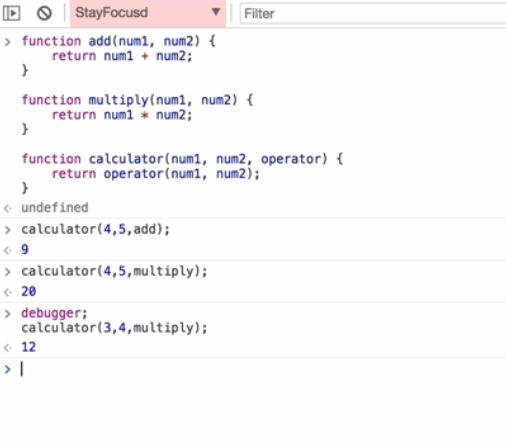 StayFocusd
Filter
function add(num1, num2) {
    return num1 + num2;
}
function multiply(num1, num2) {
    return num1 * num2;
}
function calculator(num1, num2, operator) {
    return operator(num1, num2);
}
undefined
calculator(4,5,add);
9
calculator(4,5,multiply);
20
debugger;
calculator(3,4,multiply);
12